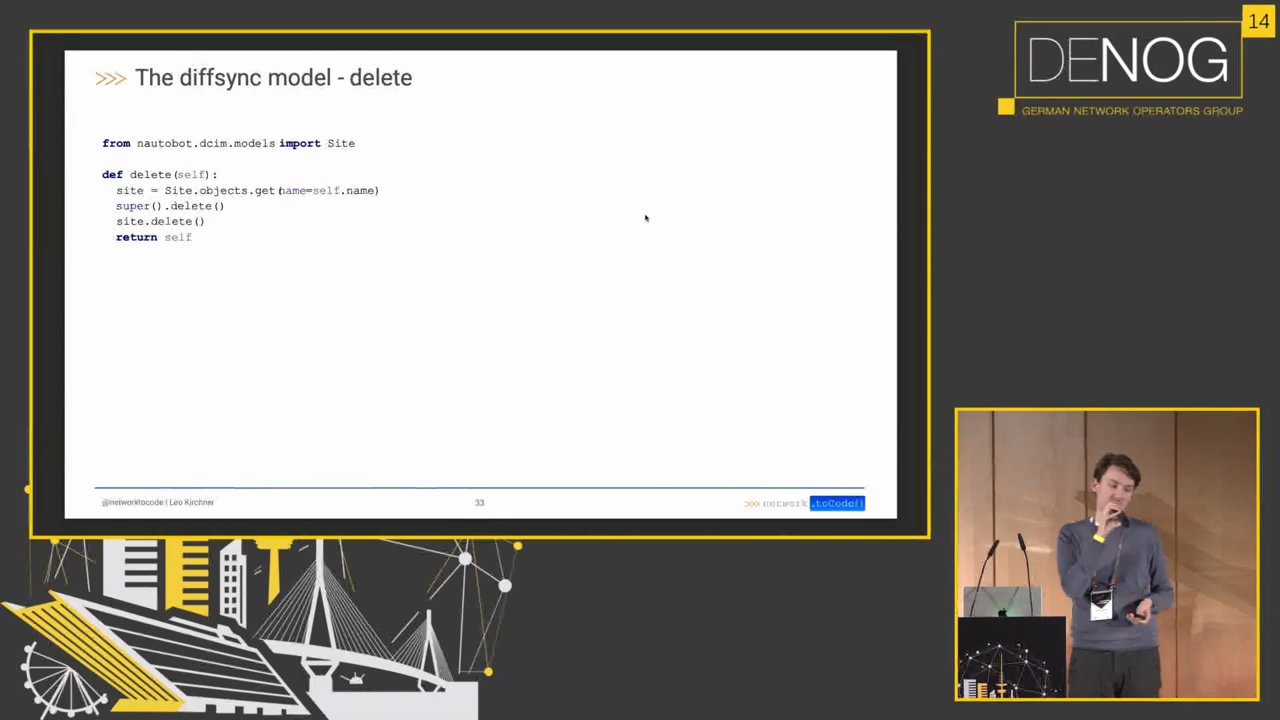 14
DENOG
GERMAN NETWORK OPERATORS GROUP
>>> The diffsync model - delete
from nautobot.dcim.models import Site
def delete(self):
site = Site.objects.get(name=self.name)
super().delete()
site.delete()
return self
@networktocode | Leo Kirchner
33
>>> network.toCode()